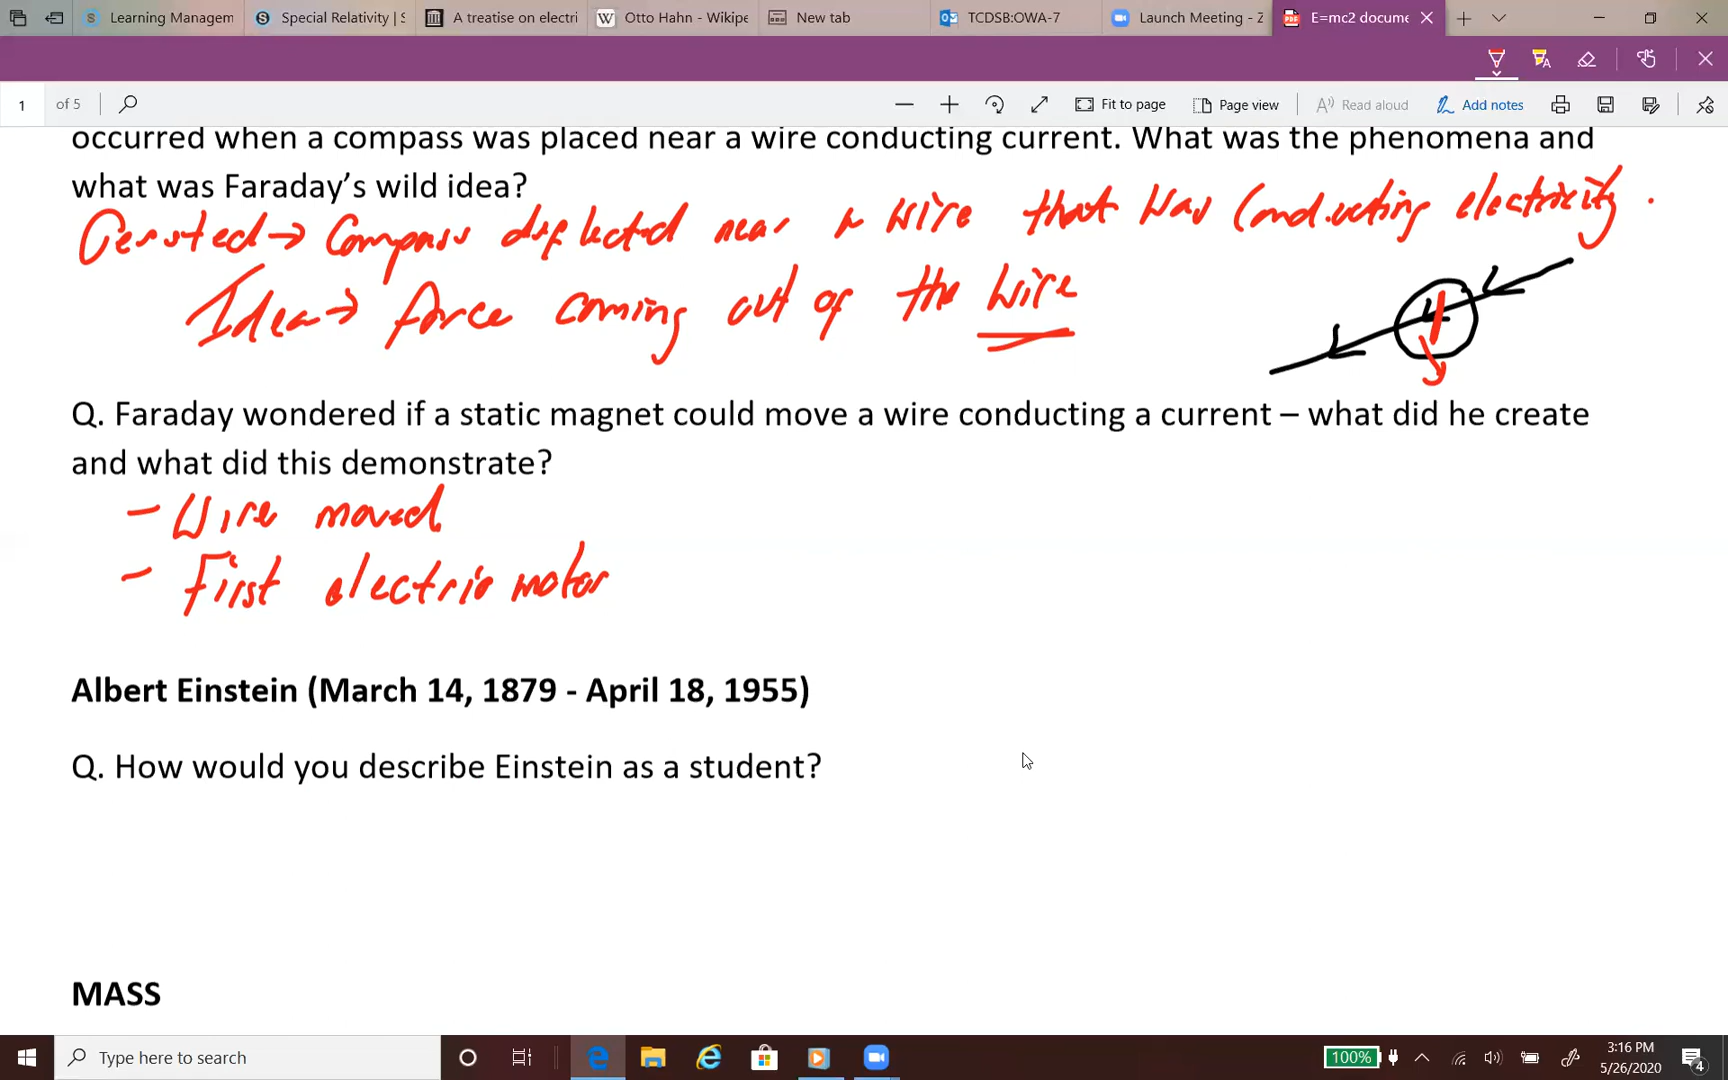 Learning Managem
Special Relativity | S
A treatise on electri
W Otto Hahn - Wikipe
New tab
TCDSB:OWA-7
Launch Meeting - Z
E=mc2 docume
1 of 5
Fit to page
Page view
Read aloud
Add notes
occurred when a compass was placed near a wire conducting current. What was the phenomena and
what was Faraday’s wild idea?
Oersted → Compass deflected near a wire that was conducting electricity.
Idea → force coming out of the wire
Q. Faraday wondered if a static magnet could move a wire conducting a current – what did he create
and what did this demonstrate?
- Wire moved
- First electric motor
Albert Einstein (March 14, 1879 - April 18, 1955)
Q. How would you describe Einstein as a student?
MASS
Type here to search
100%
3:16 PM
5/26/2020
4